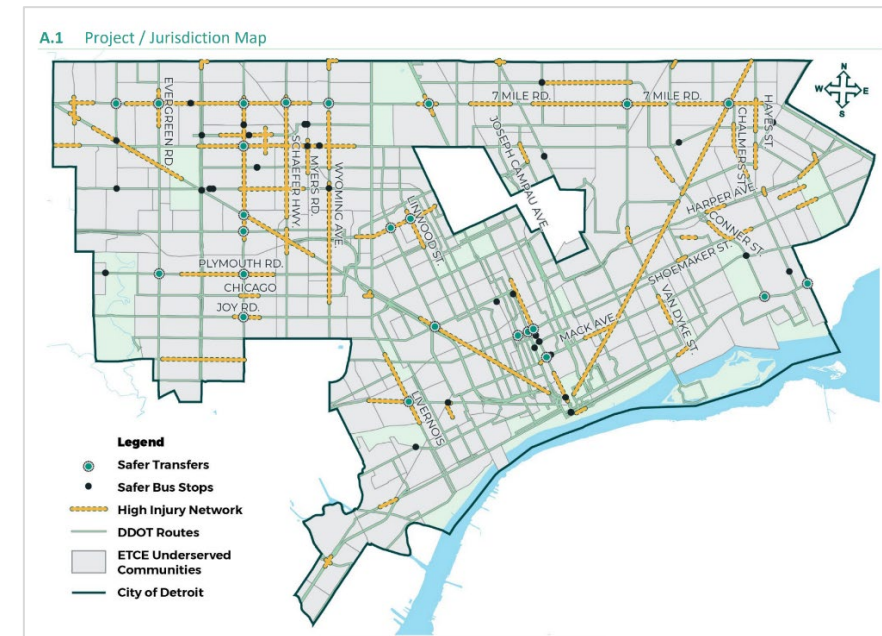 A.1 Project / Jurisdiction Map
N
W E
S
EVERGREEN RD.
SCHAEFER HWY
MYERS RD.
WYOMING AVE.
7 MILE RD.
7 MILE RD.
JOSEPH CAMPAU AVE
HAYES ST
CHALMERS ST.
LINWOOD ST.
HARPER AVE
CONNER ST.
SHOEMAKER ST.
VAN DYKE ST.
PLYMOUTH RD.
CHICAGO
JOY RD.
MACK AVE
LIVERNOIS
Legend
Safer Transfers
Safer Bus Stops
High Injury Network
DDOT Routes
ETCE Underserved
Communities
City of Detroit